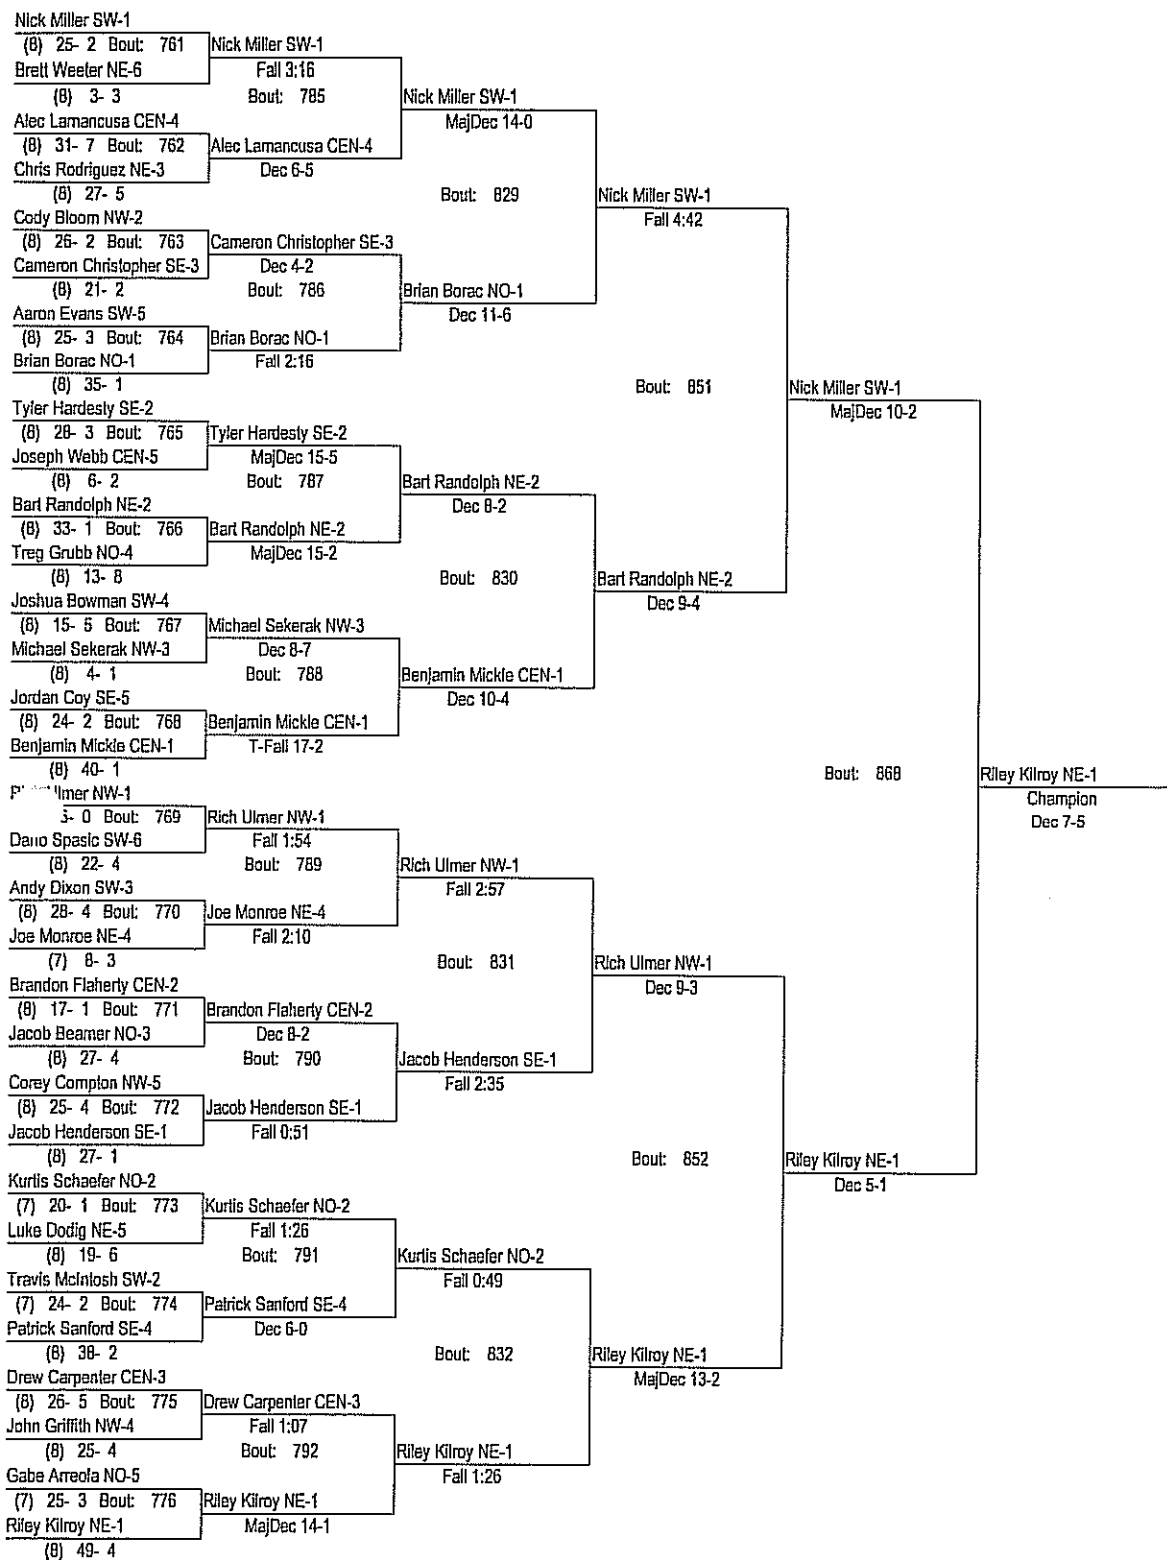 Nick Miller SW-1
(8) 25- 2 Bout: 761
Nick Miller SW-1
Brett Weeter NE-6
Fall 3:16
(8) 3- 3
Bout: 785
Nick Miller SW-1
Alec Lamancusa CEN-4
MajDec 14-0
(8) 31- 7 Bout: 762
Alec Lamancusa CEN-4
Chris Rodriguez NE-3
Dec 6-5
(8) 27- 5
Bout: 829
Nick Miller SW-1
Cody Bloom NW-2
Fall 4:42
(8) 26- 2 Bout: 763
Cameron Christopher SE-3
Cameron Christopher SE-3
Dec 4-2
(8) 21- 2
Bout: 786
Brian Borac NO-1
Aaron Evans SW-5
Dec 11-6
(8) 25- 3 Bout: 764
Brian Borac NO-1
Brian Borac NO-1
Fall 2:16
(8) 35- 1
Bout: 851
Nick Miller SW-1
Tyler Hardesty SE-2
MajDec 10-2
(8) 28- 3 Bout: 765
Tyler Hardesty SE-2
Joseph Webb CEN-5
MajDec 15-5
(8) 6- 2
Bout: 787
Bart Randolph NE-2
Bart Randolph NE-2
Dec 8-2
(8) 33- 1 Bout: 766
Bart Randolph NE-2
Treg Grubb NO-4
MajDec 15-2
(8) 13- 8
Bout: 830
Bart Randolph NE-2
Joshua Bowman SW-4
Dec 9-4
(8) 15- 5 Bout: 767
Michael Sekerak NW-3
Michael Sekerak NW-3
Dec 8-7
(8) 4- 1
Bout: 788
Benjamin Mickle CEN-1
Jordan Coy SE-5
Dec 10-4
(8) 24- 2 Bout: 768
Benjamin Mickle CEN-1
Benjamin Mickle CEN-1
T-Fall 17-2
(8) 40- 1
Bout: 868
Riley Kilroy NE-1
Champion
Dec 7-5
Ulmer NW-1
0 Bout: 769
Rich Ulmer NW-1
Spasic SW-6
Fall 1:54
(8) 22- 4
Bout: 789
Rich Ulmer NW-1
Andy Dixon SW-3
Fall 2:57
(8) 28- 4 Bout: 770
Joe Monroe NE-4
Joe Monroe NE-4
Fall 2:10
(7) 8- 3
Bout: 831
Rich Ulmer NW-1
Brandon Flaherty CEN-2
Dec 9-3
(8) 17- 1 Bout: 771
Brandon Flaherty CEN-2
Jacob Beamer NO-3
Dec 8-2
(8) 27- 4
Bout: 790
Jacob Henderson SE-1
Corey Compton NW-5
Fall 2:35
(8) 25- 4 Bout: 772
Jacob Henderson SE-1
Jacob Henderson SE-1
Fall 0:51
(8) 27- 1
Bout: 852
Riley Kilroy NE-1
Kurtis Schaefer NO-2
Dec 5-1
(7) 20- 1 Bout: 773
Kurtis Schaefer NO-2
Luke Dodig NE-5
Fall 1:26
(8) 19- 6
Bout: 791
Kurtis Schaefer NO-2
Travis McIntosh SW-2
Fall 0:49
(7) 24- 2 Bout: 774
Patrick Sanford SE-4
Patrick Sanford SE-4
Dec 6-0
(8) 38- 2
Bout: 832
Riley Kilroy NE-1
Drew Carpenter CEN-3
MajDec 13-2
(8) 26- 5 Bout: 775
Drew Carpenter CEN-3
John Griffith NW-4
Fall 1:07
(8) 25- 4
Bout: 792
Riley Kilroy NE-1
Gabe Arreola NO-5
Fall 1:26
(7) 25- 3 Bout: 776
Riley Kilroy NE-1
Riley Kilroy NE-1
MajDec 14-1
(8) 49- 4